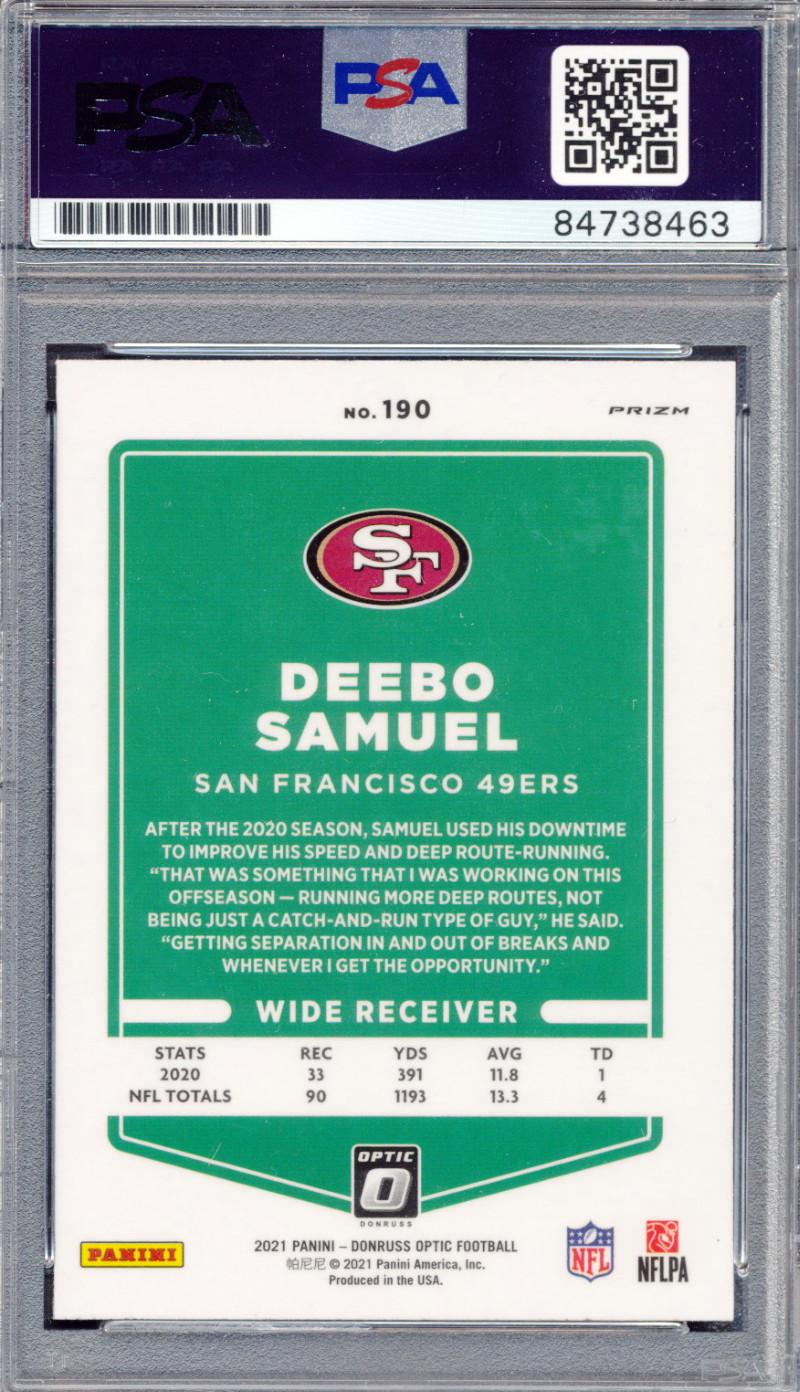 PSA
PSA
84738463
NO. 190
PRIZM
SF
DEEBO
SAMUEL
SAN FRANCISCO 49ERS
AFTER THE 2020 SEASON, SAMUEL USED HIS DOWNTIME
TO IMPROVE HIS SPEED AND DEEP ROUTE-RUNNING.
“THAT WAS SOMETHING THAT I WAS WORKING ON THIS
OFFSEASON — RUNNING MORE DEEP ROUTES, NOT
BEING JUST A CATCH-AND-RUN TYPE OF GUY,” HE SAID.
“GETTING SEPARATION IN AND OUT OF BREAKS AND
WHENEVER I GET THE OPPORTUNITY.”
WIDE RECEIVER
STATS REC YDS AVG TD
2020 33 391 11.8 1
NFL TOTALS 90 1193 13.3 4
OPTIC
O
DONRUSS
PANINI
2021 PANINI – DONRUSS OPTIC FOOTBALL
帕尼尼 © 2021 Panini America, Inc.
Produced in the USA.
NFL
NFLPA
PSA